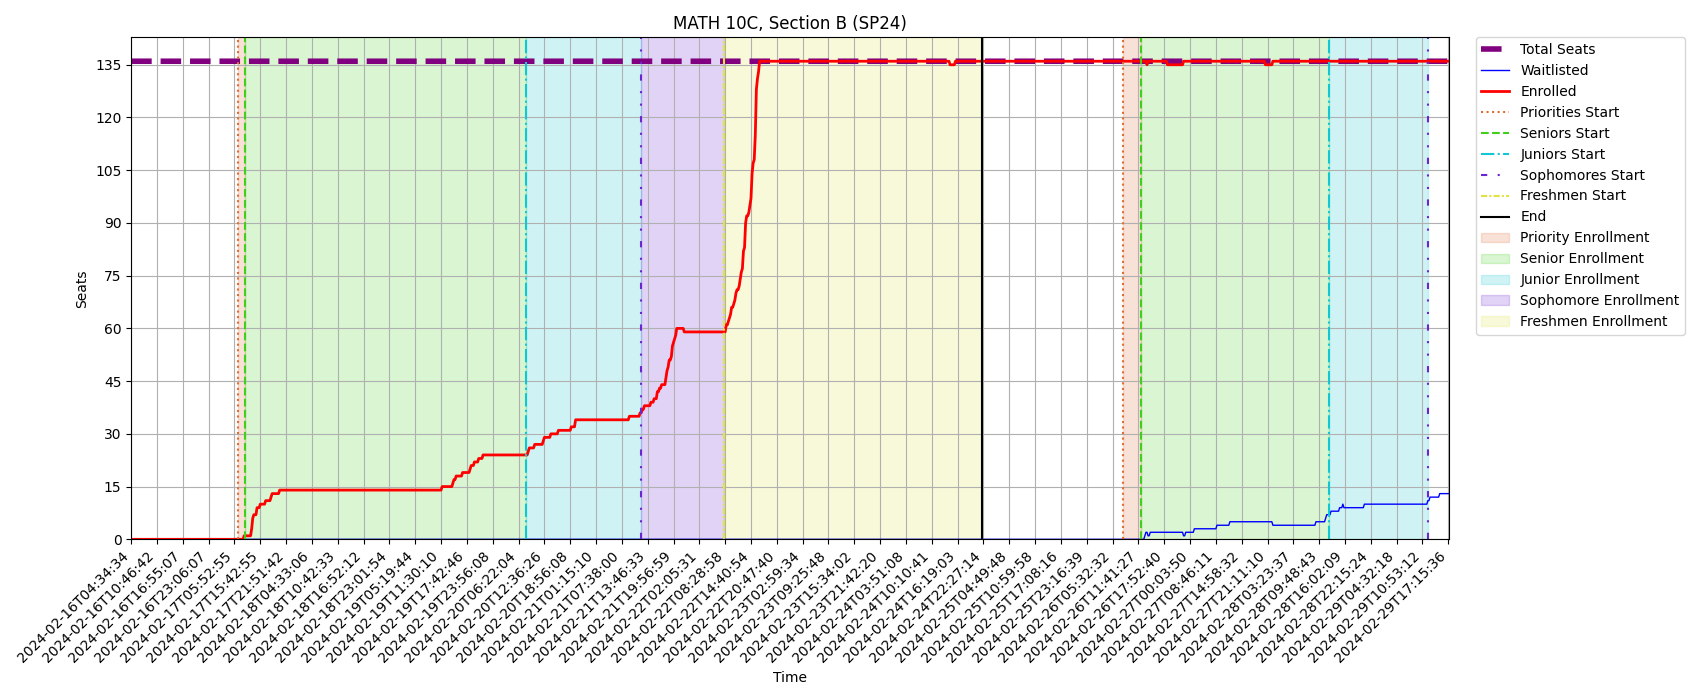 MATH 10C, Section B (SP24)
Total Seats
Waitlisted
Enrolled
Priorities Start
Seniors Start
Juniors Start
Sophomores Start
Freshmen Start
End
Priority Enrollment
Senior Enrollment
Junior Enrollment
Sophomore Enrollment
Freshmen Enrollment
Seats
135
120
105
90
75
60
45
30
15
0
2024-02-16T04:34:34
2024-02-16T10:46:42
2024-02-16T16:55:07
2024-02-16T23:06:07
2024-02-17T05:52:55
2024-02-17T15:42:55
2024-02-17T21:51:42
2024-02-18T04:33:06
2024-02-18T10:42:33
2024-02-18T16:52:12
2024-02-18T23:01:54
2024-02-19T05:19:44
2024-02-19T11:30:10
2024-02-19T17:42:46
2024-02-19T23:56:08
2024-02-20T06:22:04
2024-02-20T12:36:26
2024-02-20T18:56:08
2024-02-21T01:15:10
2024-02-21T07:38:00
2024-02-21T13:46:33
2024-02-21T19:56:59
2024-02-22T02:05:31
2024-02-22T08:28:58
2024-02-22T14:40:54
2024-02-22T20:47:40
2024-02-23T02:59:34
2024-02-23T09:25:48
2024-02-23T15:34:02
2024-02-23T21:42:20
2024-02-24T03:51:08
2024-02-24T10:10:41
2024-02-24T16:19:03
2024-02-24T22:27:14
2024-02-25T04:49:48
2024-02-25T10:59:58
2024-02-25T17:08:16
2024-02-25T23:16:39
2024-02-26T05:32:32
2024-02-26T11:41:27
2024-02-26T17:52:40
2024-02-27T00:03:50
2024-02-27T08:46:11
2024-02-27T14:58:32
2024-02-27T21:11:10
2024-02-28T03:23:37
2024-02-28T09:48:43
2024-02-28T16:02:09
2024-02-28T22:15:24
2024-02-29T04:32:18
2024-02-29T10:53:12
2024-02-29T17:15:36
Time